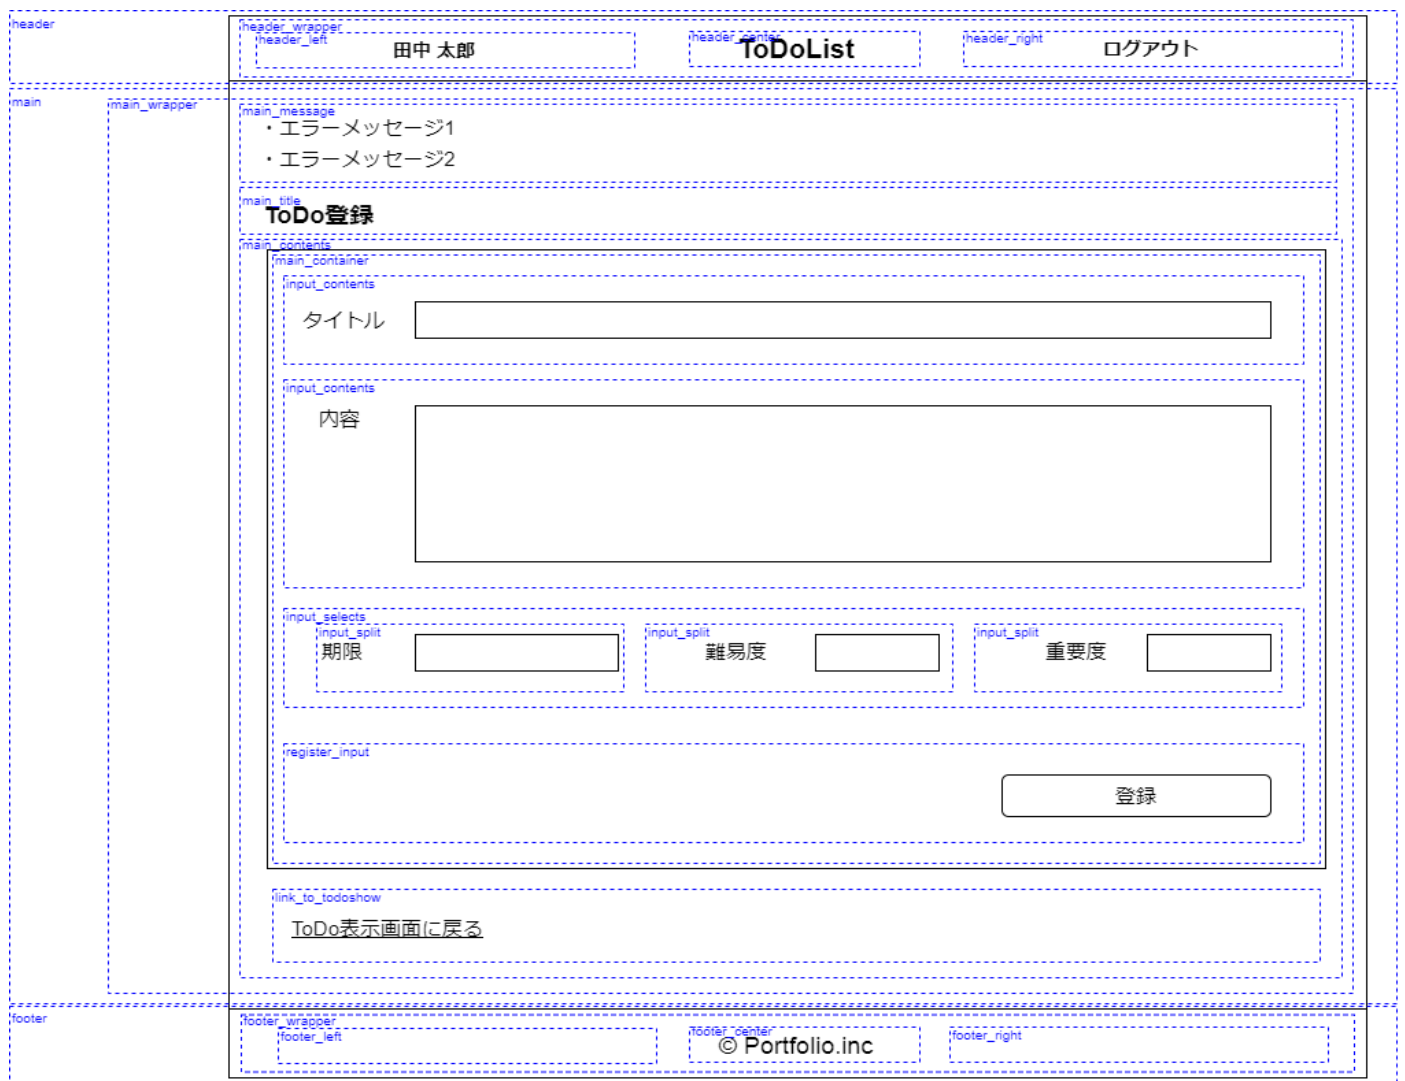 header
header_wrapper
header_left
田中 太郎
header_center
ToDoList
header_right
ログアウト
main
main_wrapper
main_message
・エラーメッセージ1
・エラーメッセージ2
main_title
ToDo登録
main_contents
main_container
input_contents
タイトル
input_contents
内容
input_selects
input_split
期限
input_split
難易度
input_split
重要度
register_input
登録
link_to_todoshow
ToDo表示画面に戻る
footer
footer_wrapper
footer_left
footer_center
© Portfolio.inc
footer_right